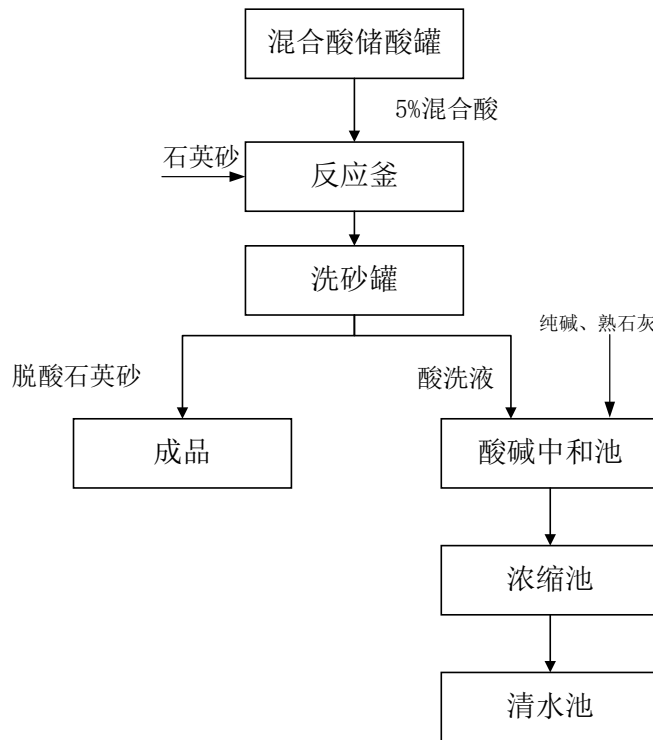 混合酸储酸罐
5%混合酸
石英砂
反应釜
洗砂罐
纯碱、熟石灰
脱酸石英砂
酸洗液
成品
酸碱中和池
浓缩池
清水池